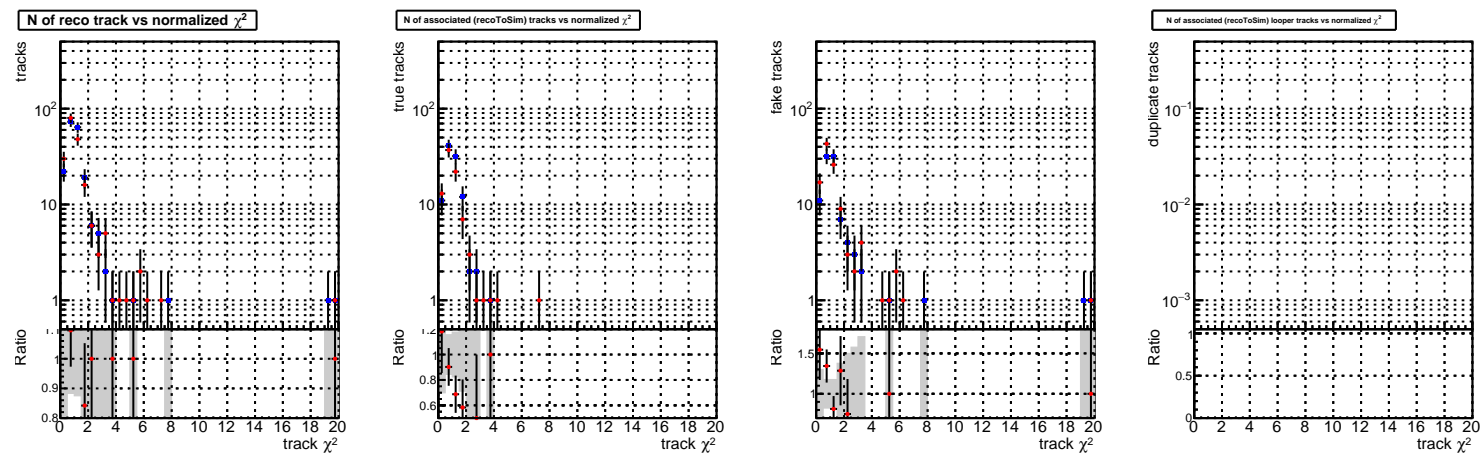 N of reco track vs normalized χ²
tracks
10²
10
1
Ratio
1.1
1
0.9
0.8
0 2 4 6 8 10 12 14 16 18 20
track χ²
N of associated (recoToSim) tracks vs normalized χ²
true tracks
10²
10
1
Ratio
1.2
1
0.8
0.6
0 2 4 6 8 10 12 14 16 18 20
track χ²
fake tracks
10²
10
1
Ratio
1.5
1
0 2 4 6 8 10 12 14 16 18 20
track χ²
N of associated (recoToSim) looper tracks vs normalized χ²
duplicate tracks
10⁻¹
10⁻²
10⁻³
Ratio
1
0.5
0
0 2 4 6 8 10 12 14 16 18 20
track χ²